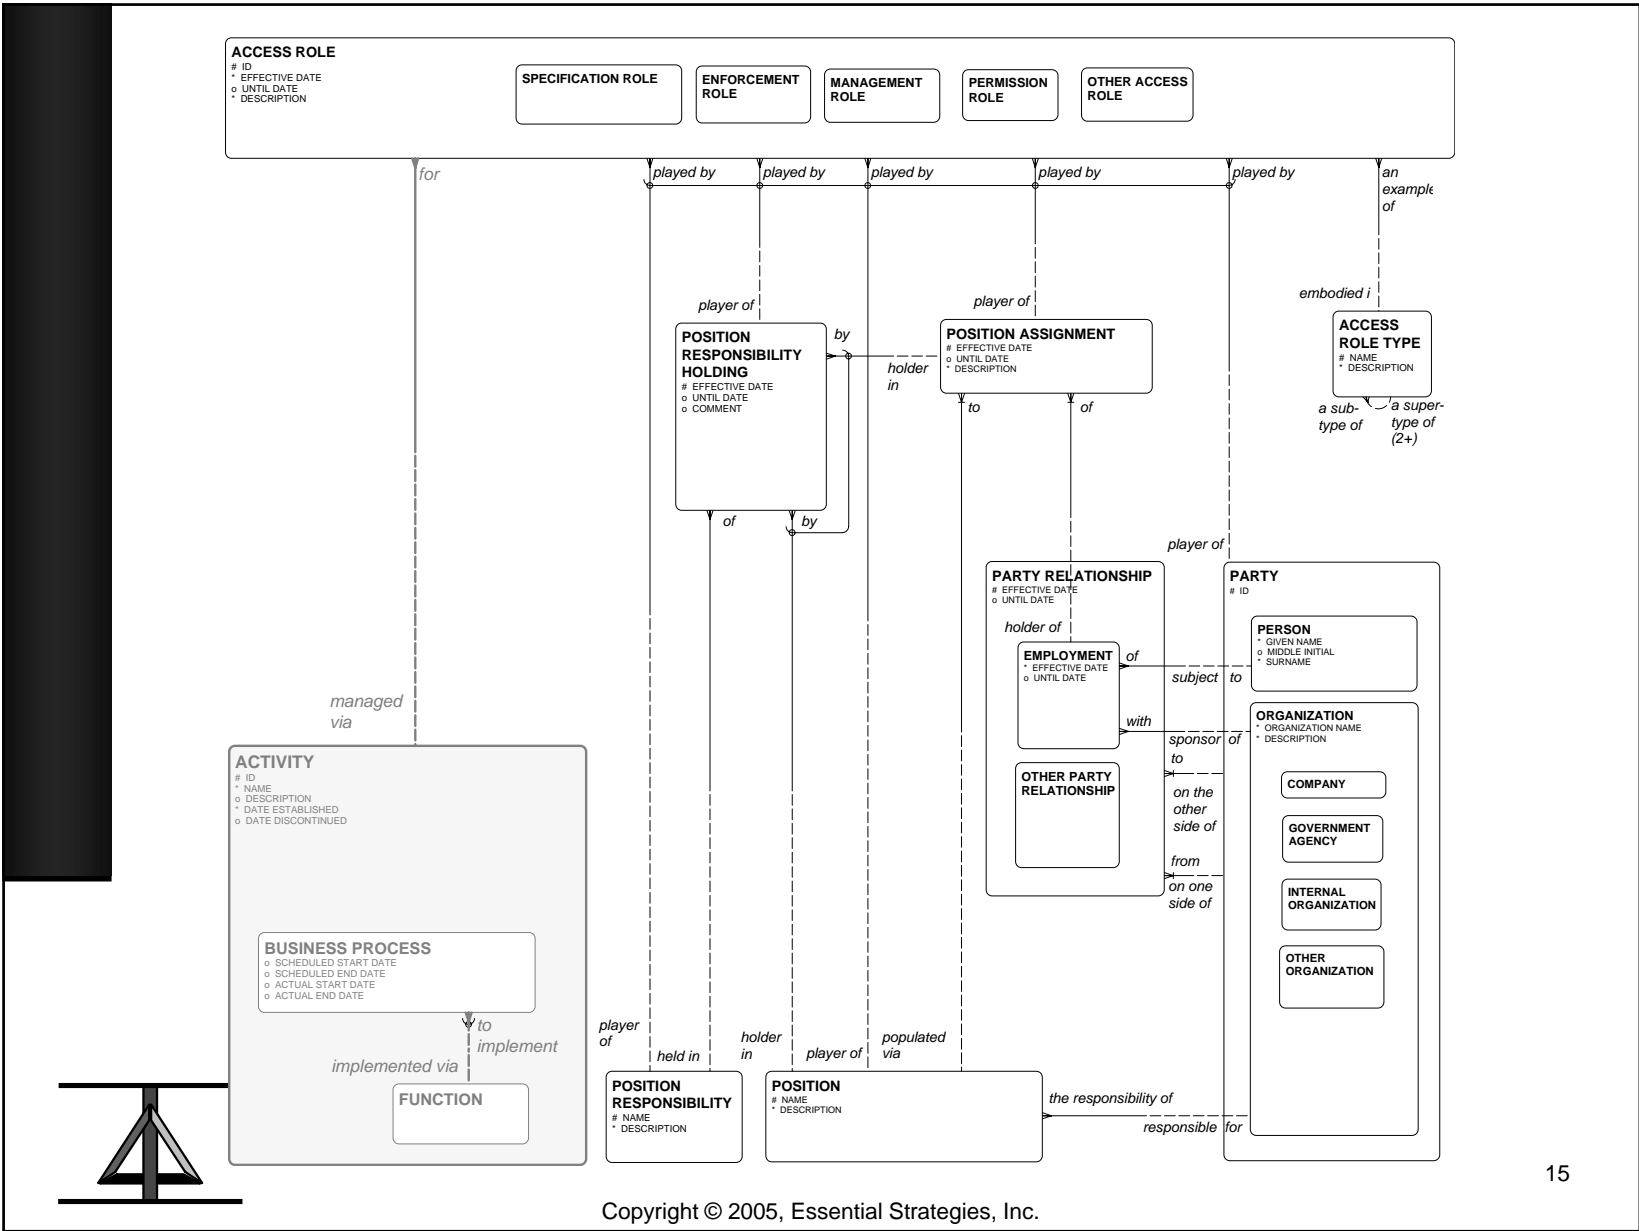 ACCESS ROLE
# ID
* EFFECTIVE DATE
o UNTIL DATE
* DESCRIPTION
SPECIFICATION ROLE
ENFORCEMENT
ROLE
MANAGEMENT
ROLE
PERMISSION
ROLE
OTHER ACCESS
ROLE
for
played by
played by
played by
played by
played by
an
example
of
player of
player of
embodied i
POSITION
RESPONSIBILITY
HOLDING
# EFFECTIVE DATE
o UNTIL DATE
o COMMENT
by
holder
in
POSITION ASSIGNMENT
# EFFECTIVE DATE
o UNTIL DATE
* DESCRIPTION
ACCESS
ROLE TYPE
# NAME
* DESCRIPTION
a sub-
type of
a super-
type of
(2+)
to
of
of
by
player of
PARTY RELATIONSHIP
# EFFECTIVE DATE
o UNTIL DATE
holder of
EMPLOYMENT
* EFFECTIVE DATE
o UNTIL DATE
of
subject to
with
sponsor of
to
on the
other
side of
from
on one
side of
OTHER PARTY
RELATIONSHIP
PARTY
# ID
PERSON
* GIVEN NAME
o MIDDLE INITIAL
* SURNAME
ORGANIZATION
* ORGANIZATION NAME
* DESCRIPTION
COMPANY
GOVERNMENT
AGENCY
INTERNAL
ORGANIZATION
OTHER
ORGANIZATION
managed
via
ACTIVITY
# ID
* NAME
o DESCRIPTION
* DATE ESTABLISHED
o DATE DISCONTINUED
BUSINESS PROCESS
o SCHEDULED START DATE
o SCHEDULED END DATE
o ACTUAL START DATE
o ACTUAL END DATE
to
implement
implemented via
FUNCTION
player
of
held in
holder
in
player of
populated
via
POSITION
RESPONSIBILITY
# NAME
* DESCRIPTION
POSITION
# NAME
* DESCRIPTION
the responsibility of
responsible for
15
Copyright © 2005, Essential Strategies, Inc.